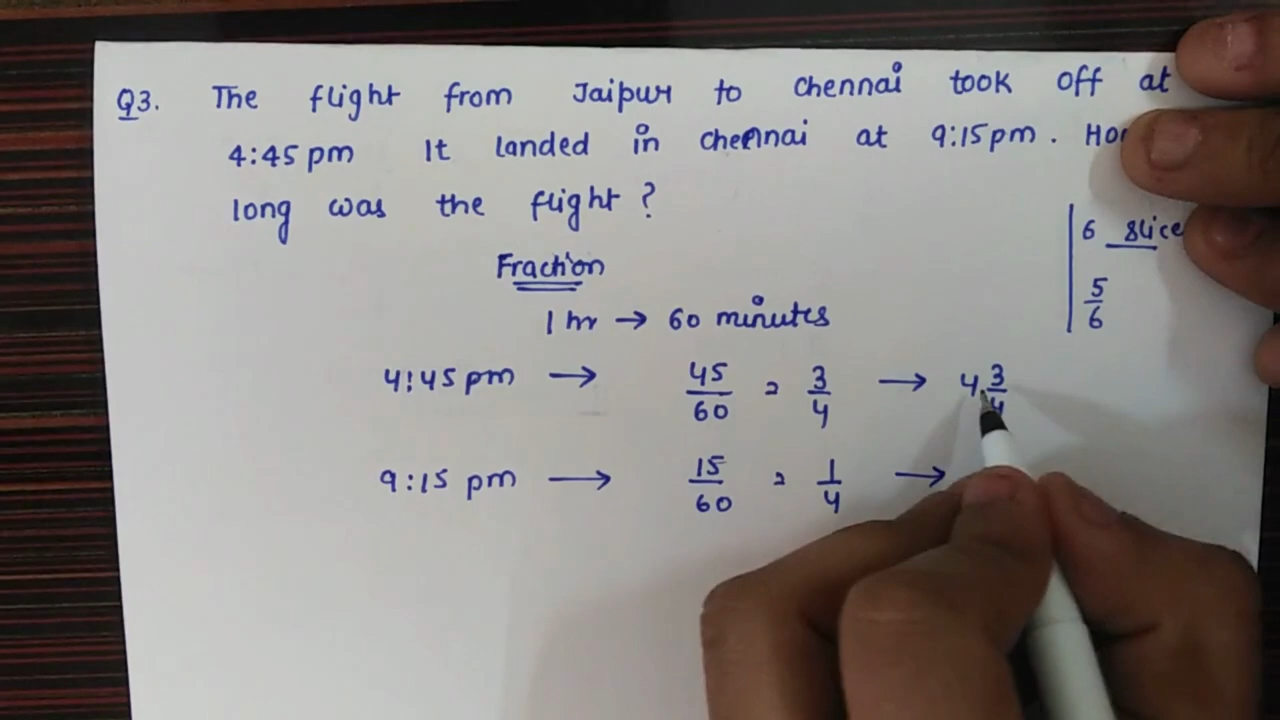 Q3. The flight from Jaipur to chennai took off at
4:45 pm It landed in chennai at 9:15 pm. Ho
long was the flight ?
6 slice
Fraction
5/6
1 hr → 60 minutes
4:45 pm → 45/60 = 3/4 → 4 3/4
9:15 pm → 15/60 = 1/4 →